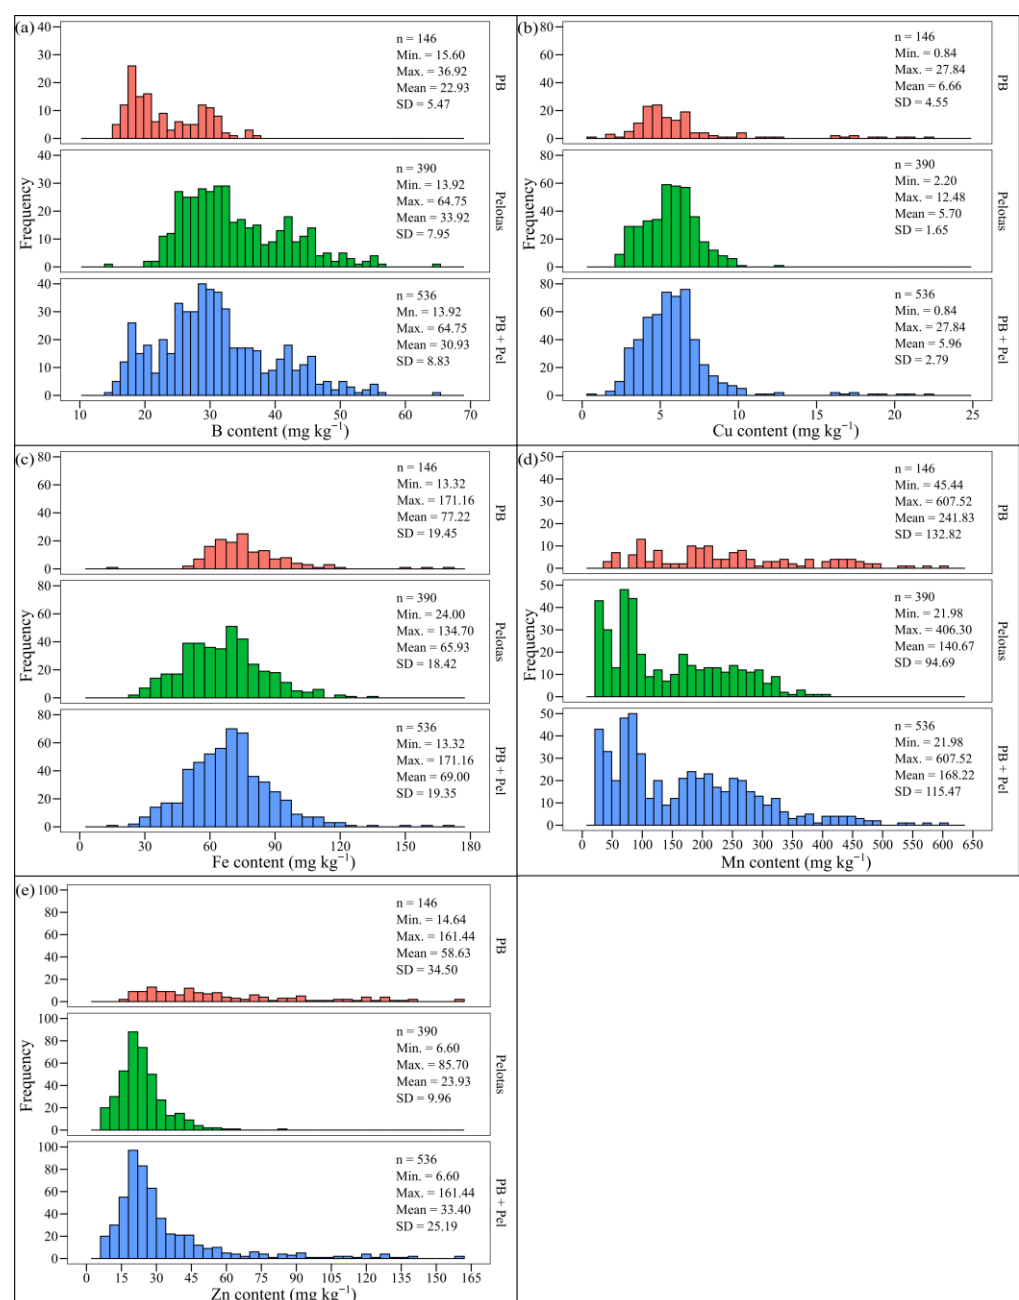 (a)
40
30
20
10
0
n = 146
Min. = 15.60
Max. = 36.92
Mean = 22.93
SD = 5.47
PB
40
30
20
10
0
n = 390
Min. = 13.92
Max. = 64.75
Mean = 33.92
SD = 7.95
Pelotas
Frequency
40
30
20
10
0
n = 536
Mn. = 13.92
Max. = 64.75
Mean = 30.93
SD = 8.83
PB + Pel
10 20 30 40 50 60 70
B content (mg kg⁻¹)
(b)
80
60
40
20
0
n = 146
Min. = 0.84
Max. = 27.84
Mean = 6.66
SD = 4.55
PB
80
60
40
20
0
n = 390
Min. = 2.20
Max. = 12.48
Mean = 5.70
SD = 1.65
Pelotas
Frequency
80
60
40
20
0
n = 536
Min. = 0.84
Max. = 27.84
Mean = 5.96
SD = 2.79
PB + Pel
0 5 10 15 20 25
Cu content (mg kg⁻¹)
(c)
80
60
40
20
0
n = 146
Min. = 13.32
Max. = 171.16
Mean = 77.22
SD = 19.45
PB
80
60
40
20
0
n = 390
Min. = 24.00
Max. = 134.70
Mean = 65.93
SD = 18.42
Pelotas
Frequency
80
60
40
20
0
n = 536
Min. = 13.32
Max. = 171.16
Mean = 69.00
SD = 19.35
PB + Pel
30 60 90 120 150 180
Fe content (mg kg⁻¹)
(d)
50
40
30
20
10
0
n = 146
Min. = 45.44
Max. = 607.52
Mean = 241.83
SD = 132.82
PB
50
40
30
20
10
0
n = 390
Min. = 21.98
Max. = 406.30
Mean = 140.67
SD = 94.69
Pelotas
Frequency
50
40
30
20
10
0
n = 536
Min. = 21.98
Max. = 607.52
Mean = 168.22
SD = 115.47
PB + Pel
0 50 100 150 200 250 300 350 400 450 500 550 600 650
Mn content (mg kg⁻¹)
(e)
100
80
60
40
20
0
n = 146
Min. = 14.64
Max. = 161.44
Mean = 58.63
SD = 34.50
PB
100
80
60
40
20
0
n = 390
Min. = 6.60
Max. = 85.70
Mean = 23.93
SD = 9.96
Pelotas
Frequency
100
80
60
40
20
0
n = 536
Min. = 6.60
Max. = 161.44
Mean = 33.40
SD = 25.19
PB + Pel
0 15 30 45 60 75 90 105 120 135 150 165
Zn content (mg kg⁻¹)